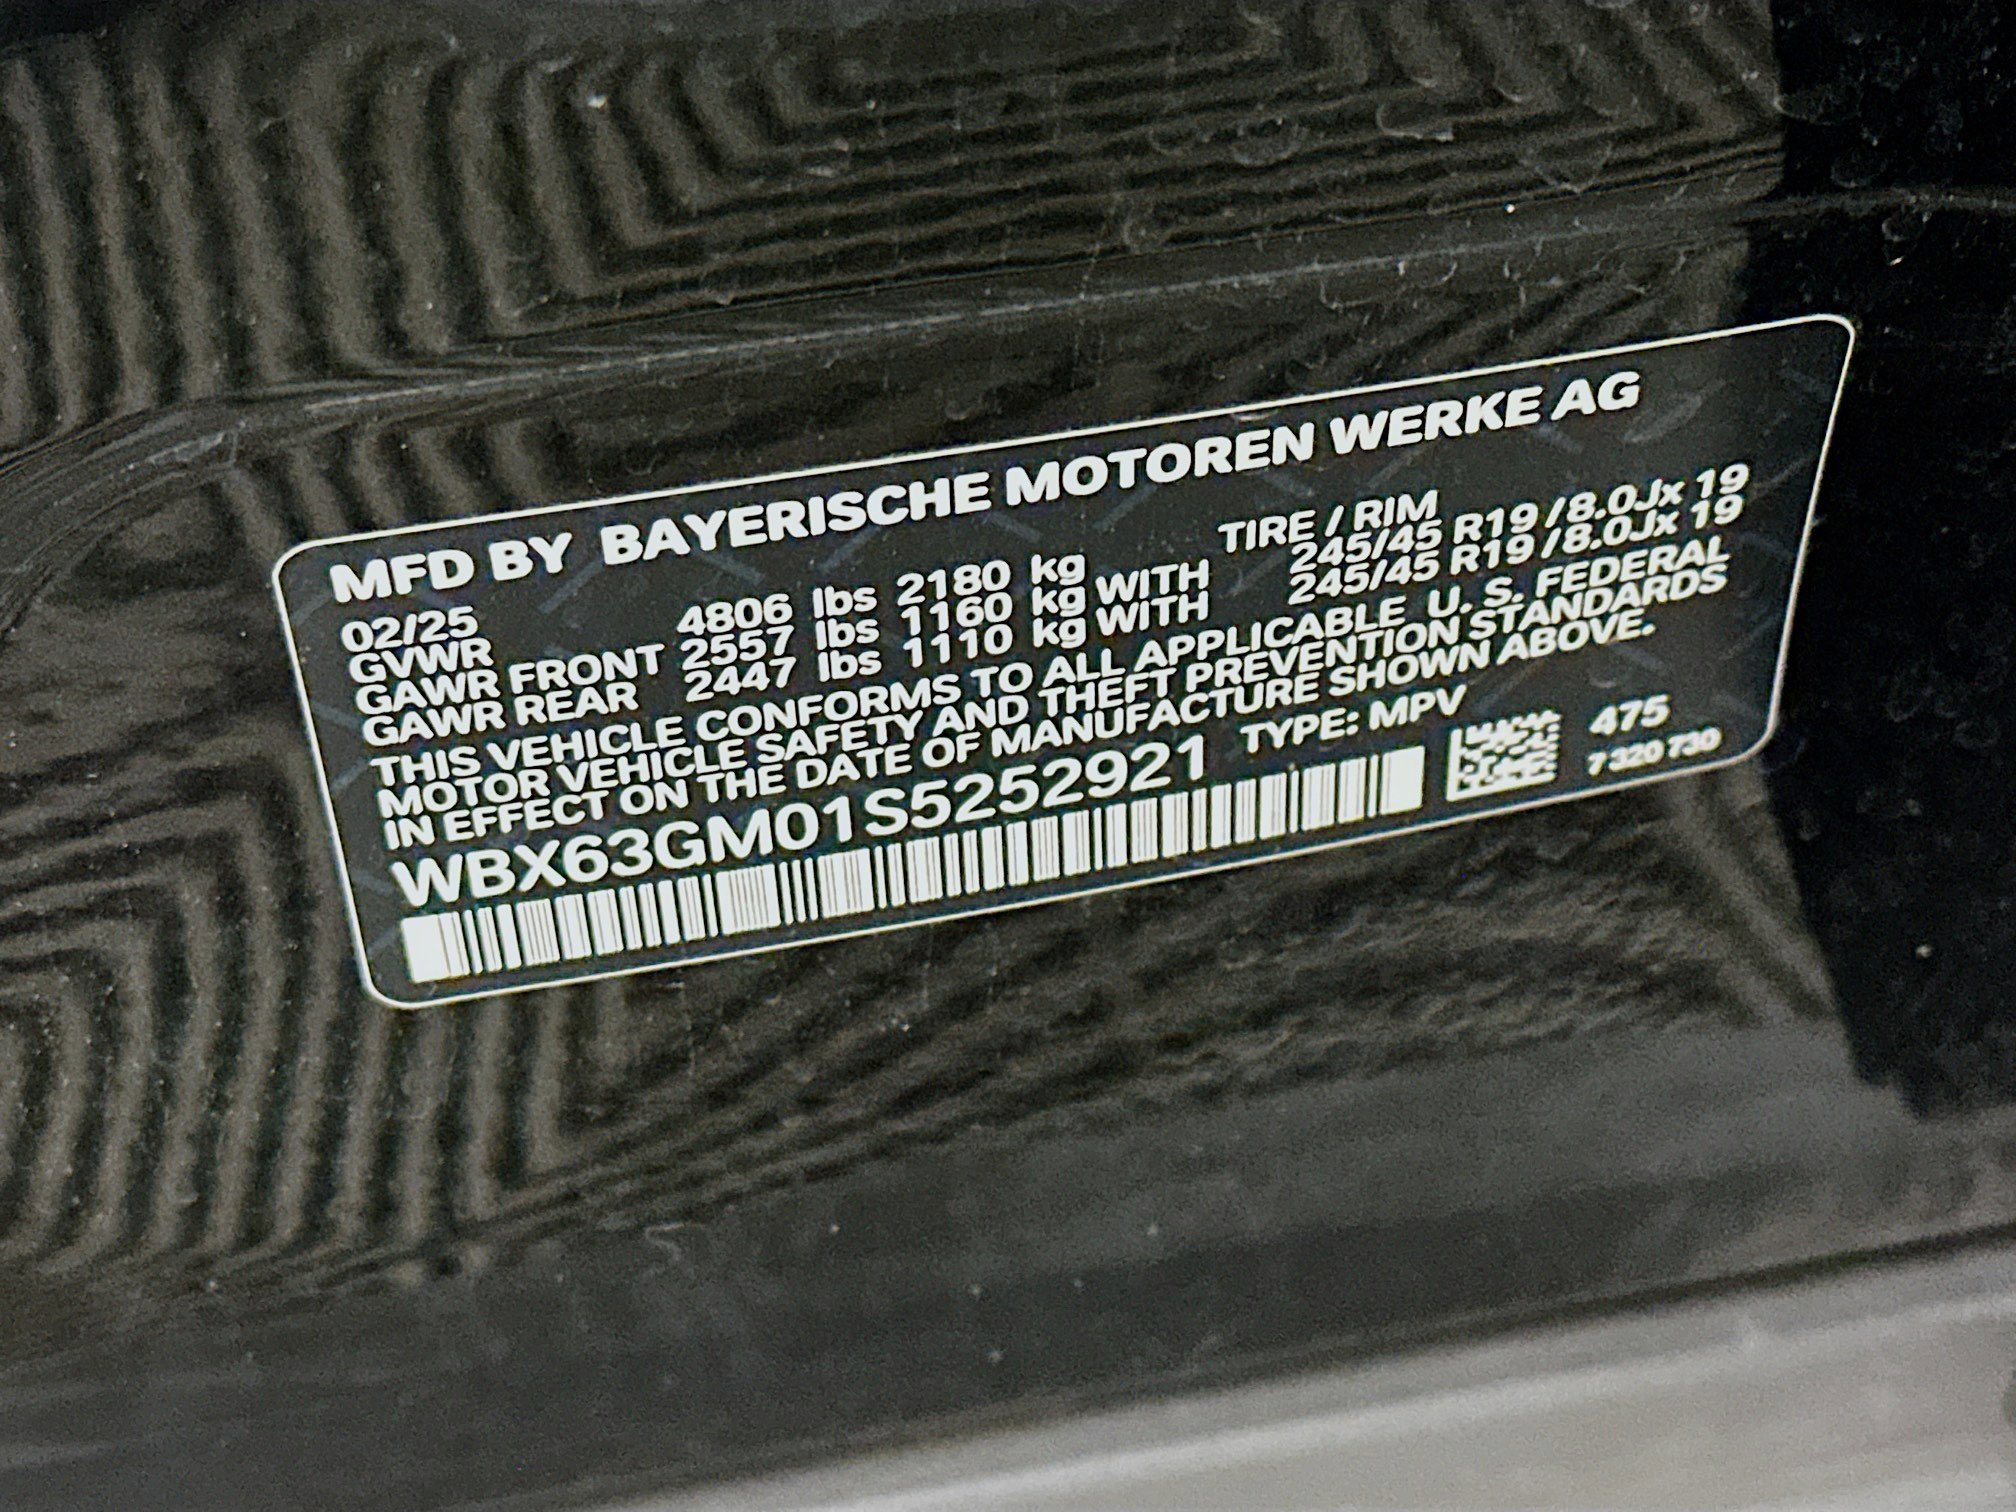 MFD BY BAYERISCHE MOTOREN WERKE AG
02/25 TIRE / RIM
GVWR 4806 lbs 2180 kg
GAWR FRONT 2557 lbs 1160 kg WITH 245/45 R19 / 8.0Jx 19
GAWR REAR 2447 lbs 1110 kg WITH 245/45 R19 / 8.0Jx 19
THIS VEHICLE CONFORMS TO ALL APPLICABLE U. S. FEDERAL
MOTOR VEHICLE SAFETY AND THEFT PREVENTION STANDARDS
IN EFFECT ON THE DATE OF MANUFACTURE SHOWN ABOVE.
WBX63GM01S5252921 TYPE: MPV
475
7 320 730